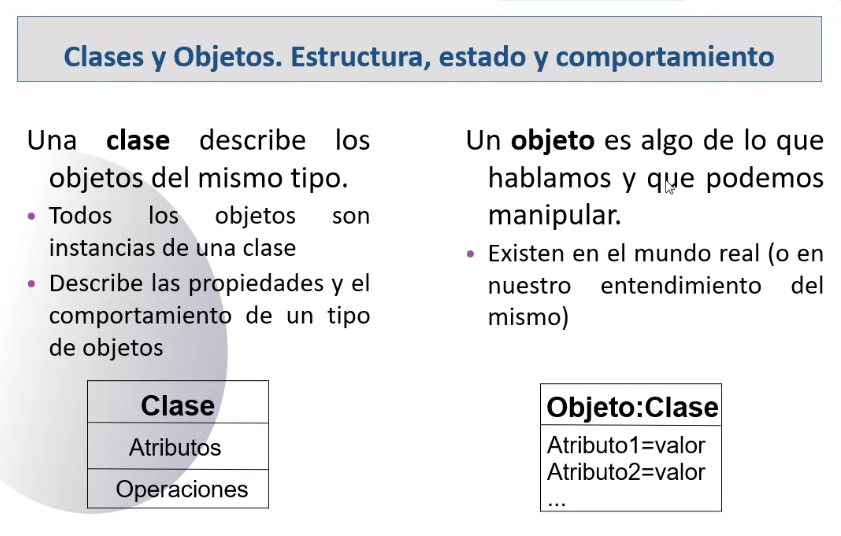 Clases y Objetos. Estructura, estado y comportamiento
Una clase describe los
objetos del mismo tipo.
• Todos los objetos son
instancias de una clase
• Describe las propiedades y el
comportamiento de un tipo
de objetos
Clase
Atributos
Operaciones
Un objeto es algo de lo que
hablamos y que podemos
manipular.
• Existen en el mundo real (o en
nuestro entendimiento del
mismo)
Objeto:Clase
Atributo1=valor
Atributo2=valor
...